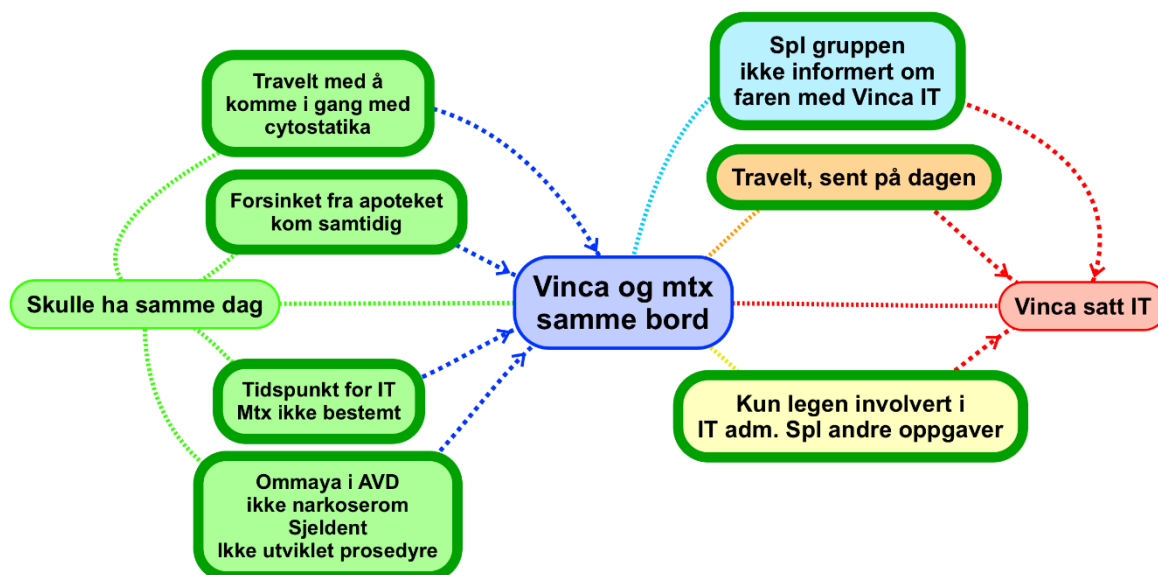 Travelt med å
komme i gang med
cytostatika
Forsinket fra apoteket
kom samtidig
Skulle ha samme dag
Tidspunkt for IT
Mtx ikke bestemt
Ommaya i AVD
ikke narkoserom
Sjeldent
Ikke utviklet prosedyre
Vinca og mtx
samme bord
Spl gruppen
ikke informert om
faren med Vinca IT
Travelt, sent på dagen
Kun legen involvert i
IT adm. Spl andre oppgaver
Vinca satt IT